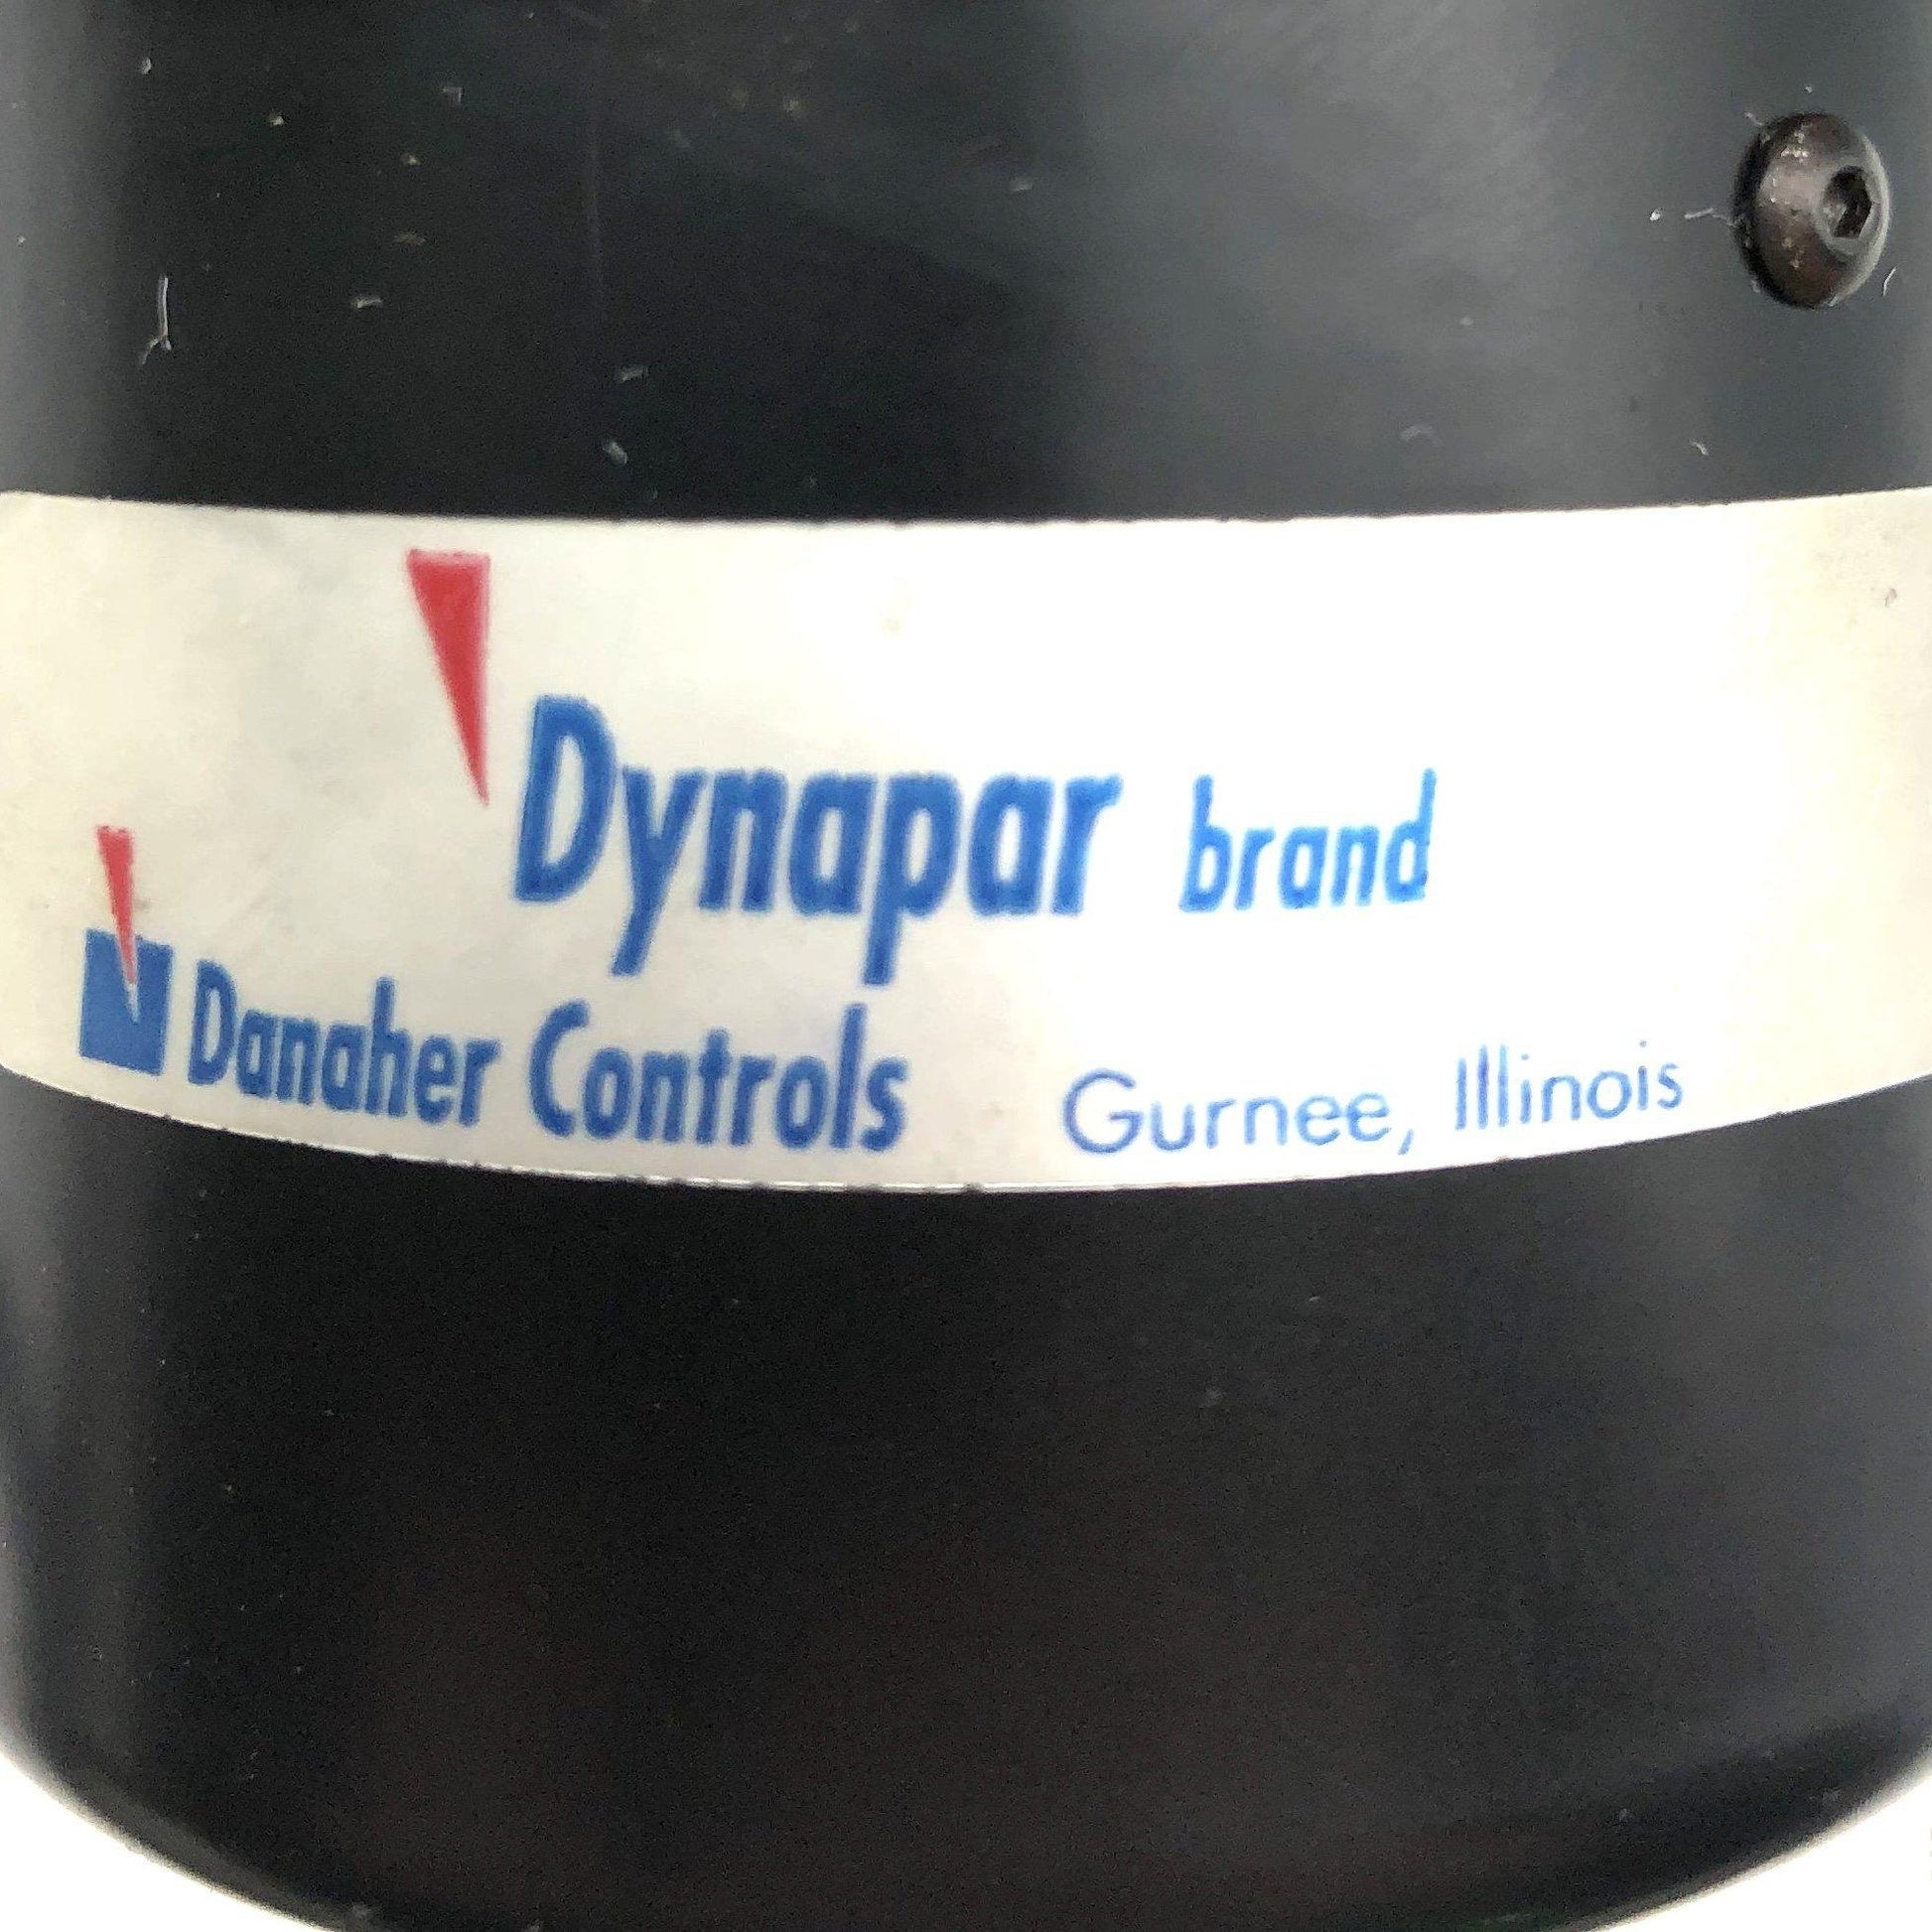 Dynapar brand
Danaher Controls Gurnee, Illinois